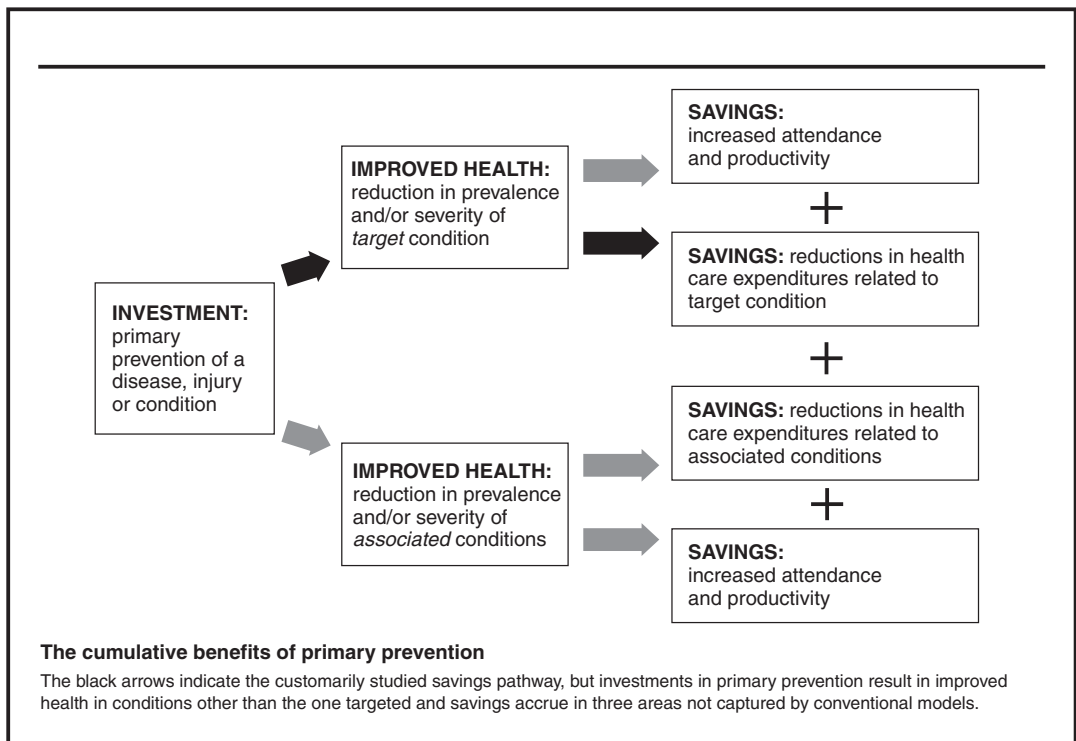 INVESTMENT:
primary
prevention of a
disease, injury
or condition
IMPROVED HEALTH:
reduction in prevalence
and/or severity of
target condition
IMPROVED HEALTH:
reduction in prevalence
and/or severity of
associated conditions
SAVINGS:
increased attendance
and productivity
+
SAVINGS: reductions in health
care expenditures related to
target condition
+
SAVINGS: reductions in health
care expenditures related to
associated conditions
+
SAVINGS:
increased attendance
and productivity
The cumulative benefits of primary prevention
The black arrows indicate the customarily studied savings pathway, but investments in primary prevention result in improved
health in conditions other than the one targeted and savings accrue in three areas not captured by conventional models.